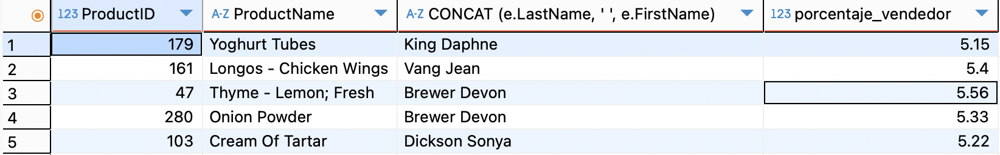 123 ProductID A-Z ProductName A-Z CONCAT (e.LastName, ' ', e.FirstName) 123 porcentaje_vendedor
1 179 Yoghurt Tubes King Daphne 5.15
2 161 Longos - Chicken Wings Vang Jean 5.4
3 47 Thyme - Lemon; Fresh Brewer Devon 5.56
4 280 Onion Powder Brewer Devon 5.33
5 103 Cream Of Tartar Dickson Sonya 5.22